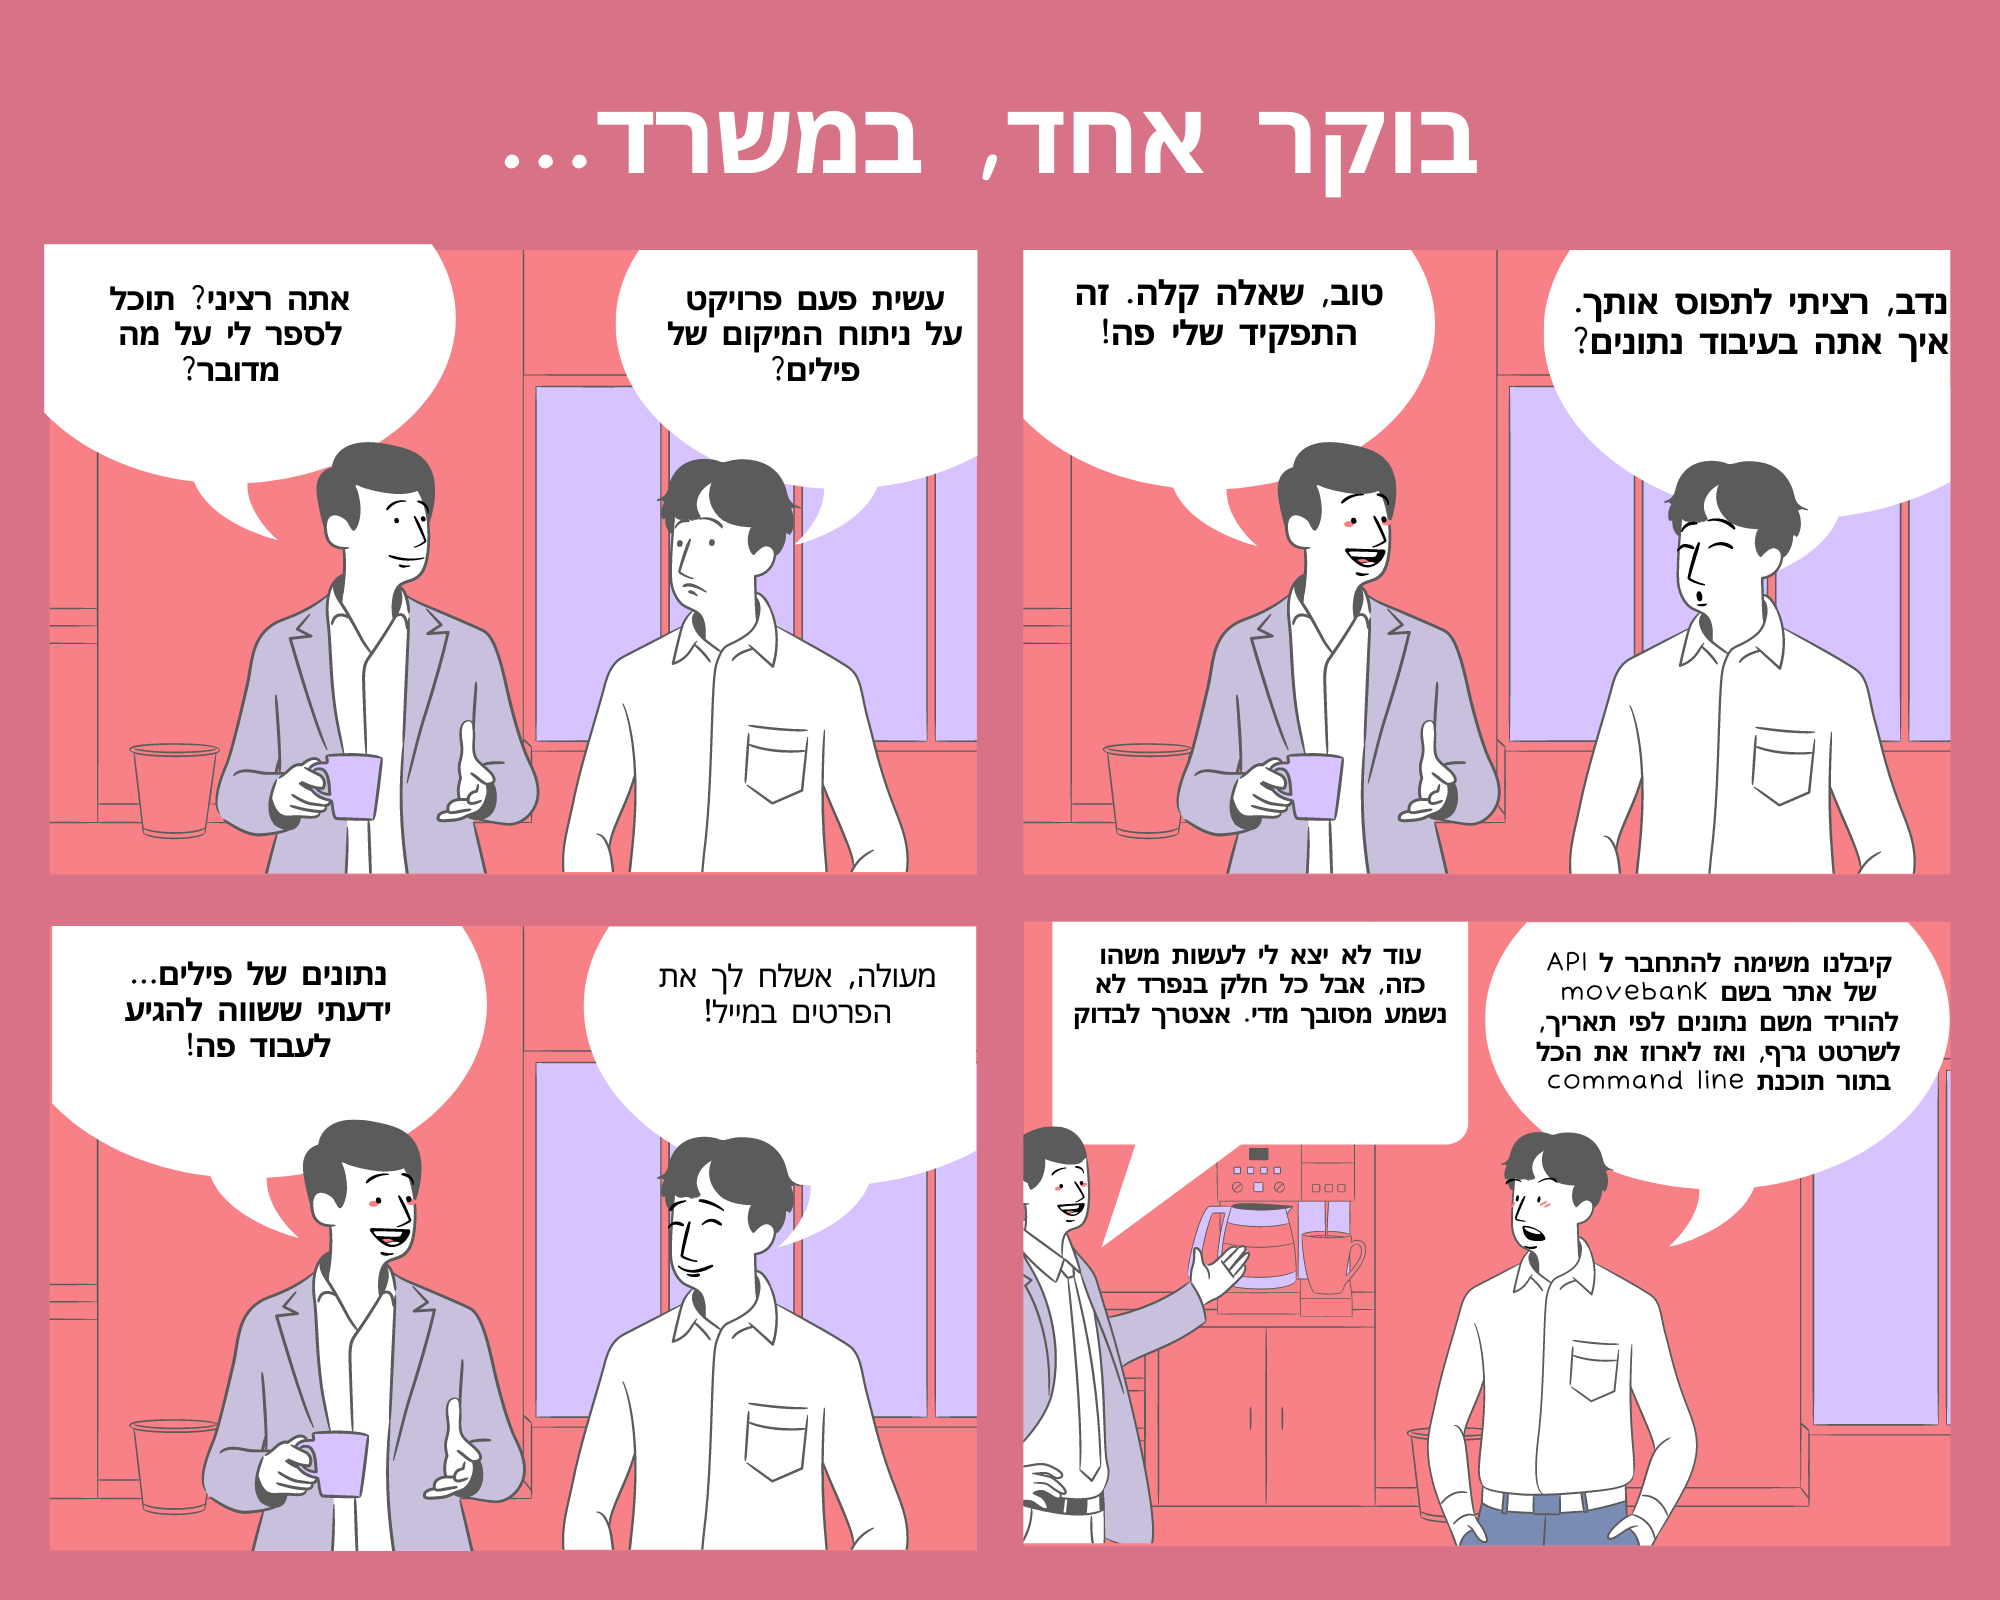 בוקר אחד, במשרד...
נדב, רציתי לתפוס אותך.
איך אתה בעיבוד נתונים?
טוב, שאלה קלה. זה
התפקיד שלי פה!
עשית פעם פרויקט
על ניתוח המיקום של
פילים?
אתה רציני? תוכל
לספר לי על מה
מדובר?
קיבלנו משימה להתחבר ל API
של אתר בשם movebank
להוריד משם נתונים לפי תאריך,
לשרטט גרף, ואז לארוז את הכל
בתור תוכנת command line
עוד לא יצא לי לעשות משהו
כזה, אבל כל חלק בנפרד לא
נשמע מסובך מדי. אצטרך לבדוק
מעולה, אשלח לך את
הפרטים במייל!
נתונים של פילים...
ידעתי ששווה להגיע
לעבוד פה!